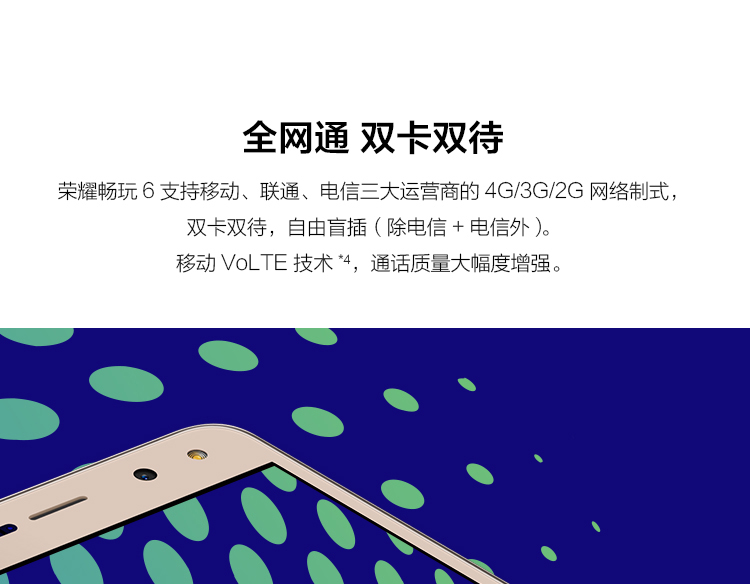 全网通 双卡双待
荣耀畅玩 6 支持移动、联通、电信三大运营商的 4G/3G/2G 网络制式，
双卡双待，自由盲插（除电信 + 电信外）。
移动 VoLTE 技术 *4，通话质量大幅度增强。